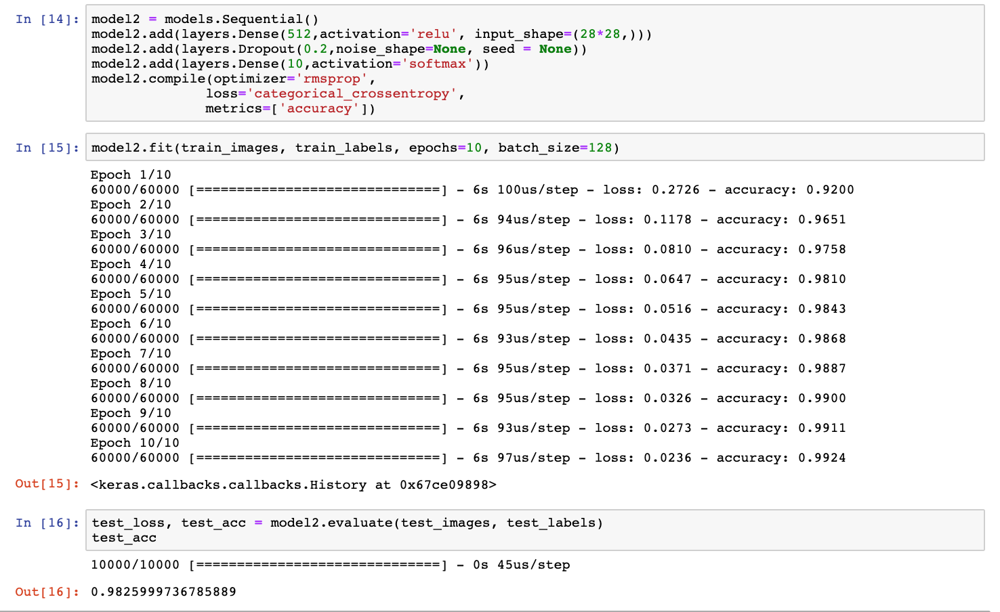 In [14]: model2 = models.Sequential()
model2.add(layers.Dense(512,activation='relu', input_shape=(28*28,)))
model2.add(layers.Dropout(0.2,noise_shape=None, seed = None))
model2.add(layers.Dense(10,activation='softmax'))
model2.compile(optimizer='rmsprop',
              loss='categorical_crossentropy',
              metrics=['accuracy'])
In [15]: model2.fit(train_images, train_labels, epochs=10, batch_size=128)
Epoch 1/10
60000/60000 [==============================] - 6s 100us/step - loss: 0.2726 - accuracy: 0.9200
Epoch 2/10
60000/60000 [==============================] - 6s 94us/step - loss: 0.1178 - accuracy: 0.9651
Epoch 3/10
60000/60000 [==============================] - 6s 96us/step - loss: 0.0810 - accuracy: 0.9758
Epoch 4/10
60000/60000 [==============================] - 6s 95us/step - loss: 0.0647 - accuracy: 0.9810
Epoch 5/10
60000/60000 [==============================] - 6s 95us/step - loss: 0.0516 - accuracy: 0.9843
Epoch 6/10
60000/60000 [==============================] - 6s 93us/step - loss: 0.0435 - accuracy: 0.9868
Epoch 7/10
60000/60000 [==============================] - 6s 95us/step - loss: 0.0371 - accuracy: 0.9887
Epoch 8/10
60000/60000 [==============================] - 6s 95us/step - loss: 0.0326 - accuracy: 0.9900
Epoch 9/10
60000/60000 [==============================] - 6s 93us/step - loss: 0.0273 - accuracy: 0.9911
Epoch 10/10
60000/60000 [==============================] - 6s 97us/step - loss: 0.0236 - accuracy: 0.9924
Out[15]: <keras.callbacks.callbacks.History at 0x67ce09898>
In [16]: test_loss, test_acc = model2.evaluate(test_images, test_labels)
test_acc
10000/10000 [==============================] - 0s 45us/step
Out[16]: 0.9825999736785889